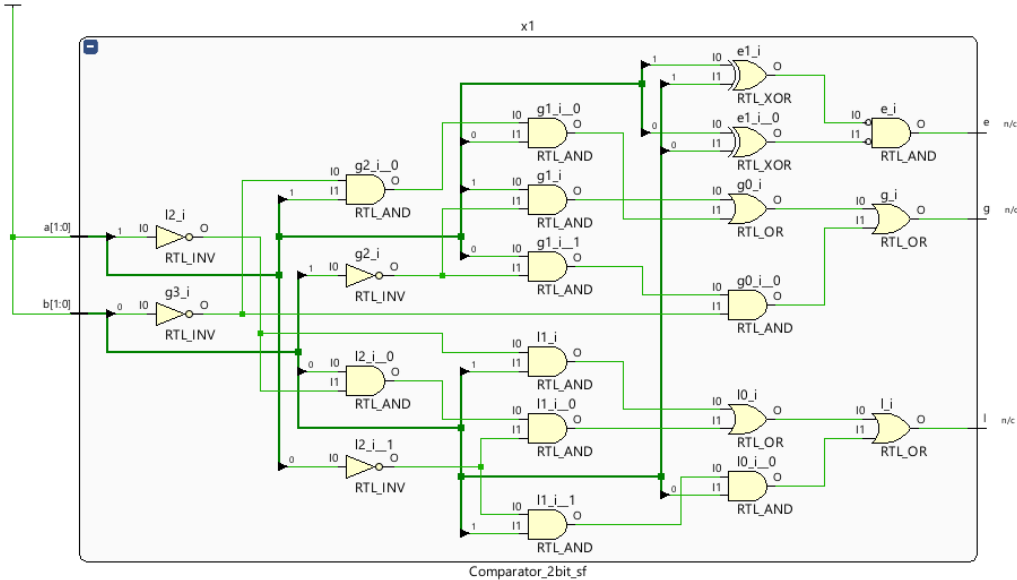 x1
e1_i
1
I0
O
1
I1
RTL_XOR
e1_i__0
0
I0
O
0
I1
RTL_XOR
e_i
I0
O
I1
RTL_AND
e n/c
g1_i__0
I0
O
0
I1
RTL_AND
g2_i__0
I0
O
1
I1
RTL_AND
g1_i
1
I0
O
I1
RTL_AND
g0_i
I0
O
I1
RTL_OR
g_i
I0
O
I1
RTL_OR
g n/c
a[1:0]
l2_i
1
I0
O
RTL_INV
g1_i__1
0
I0
O
I1
RTL_AND
g2_i
1
I0
O
RTL_INV
b[1:0]
g3_i
0
I0
O
RTL_INV
g0_i__0
I0
O
I1
RTL_AND
l1_i
I0
O
1
I1
RTL_AND
l2_i__0
0
I0
O
I1
RTL_AND
l1_i__0
I0
O
I1
RTL_AND
l0_i
I0
O
I1
RTL_OR
l_i
I0
O
I1
RTL_OR
l n/c
l2_i__1
0
I0
O
RTL_INV
l0_i__0
I0
O
0
I1
RTL_AND
l1_i__1
I0
O
1
I1
RTL_AND
Comparator_2bit_sf